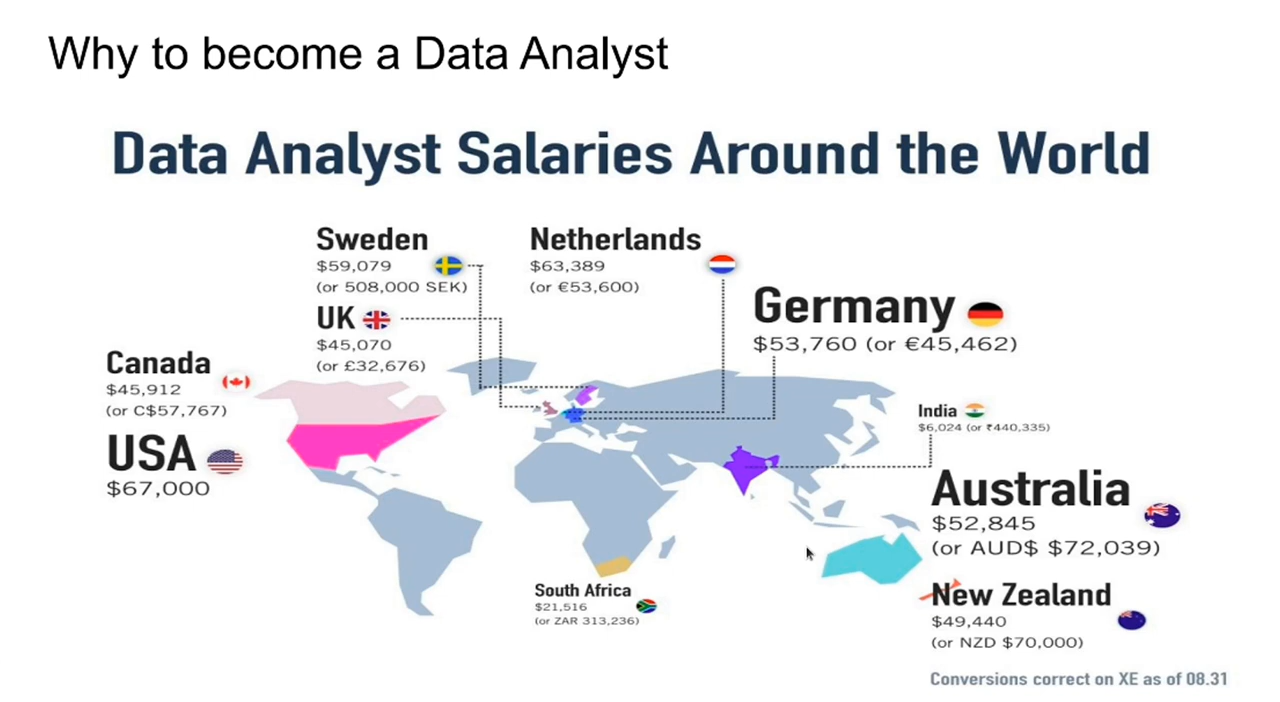 Why to become a Data Analyst
Data Analyst Salaries Around the World
Sweden
$59,079
(or 508,000 SEK)
Netherlands
$63,389
(or €53,600)
UK
$45,070
(or £32,676)
Germany
$53,760 (or €45,462)
Canada
$45,912
(or C$57,767)
USA
$67,000
India
$6,024 (or ₹440,335)
Australia
$52,845
(or AUD$ $72,039)
South Africa
$21,516
(or ZAR 313,236)
New Zealand
$49,440
(or NZD $70,000)
Conversions correct on XE as of 08.31